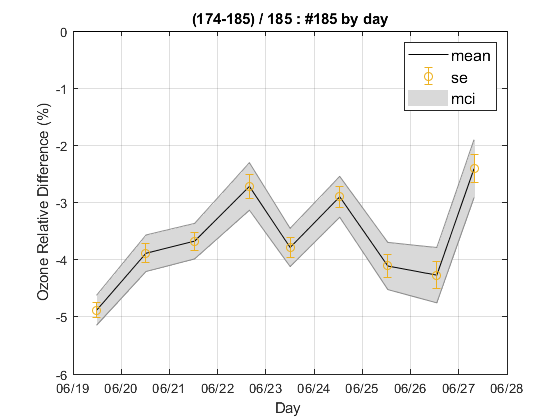 (174-185) / 185 : #185 by day
0
-1
-2
-3
-4
-5
-6
Ozone Relative Difference (%)
mean
se
mci
06/19 06/20 06/21 06/22 06/23 06/24 06/25 06/26 06/27 06/28
Day